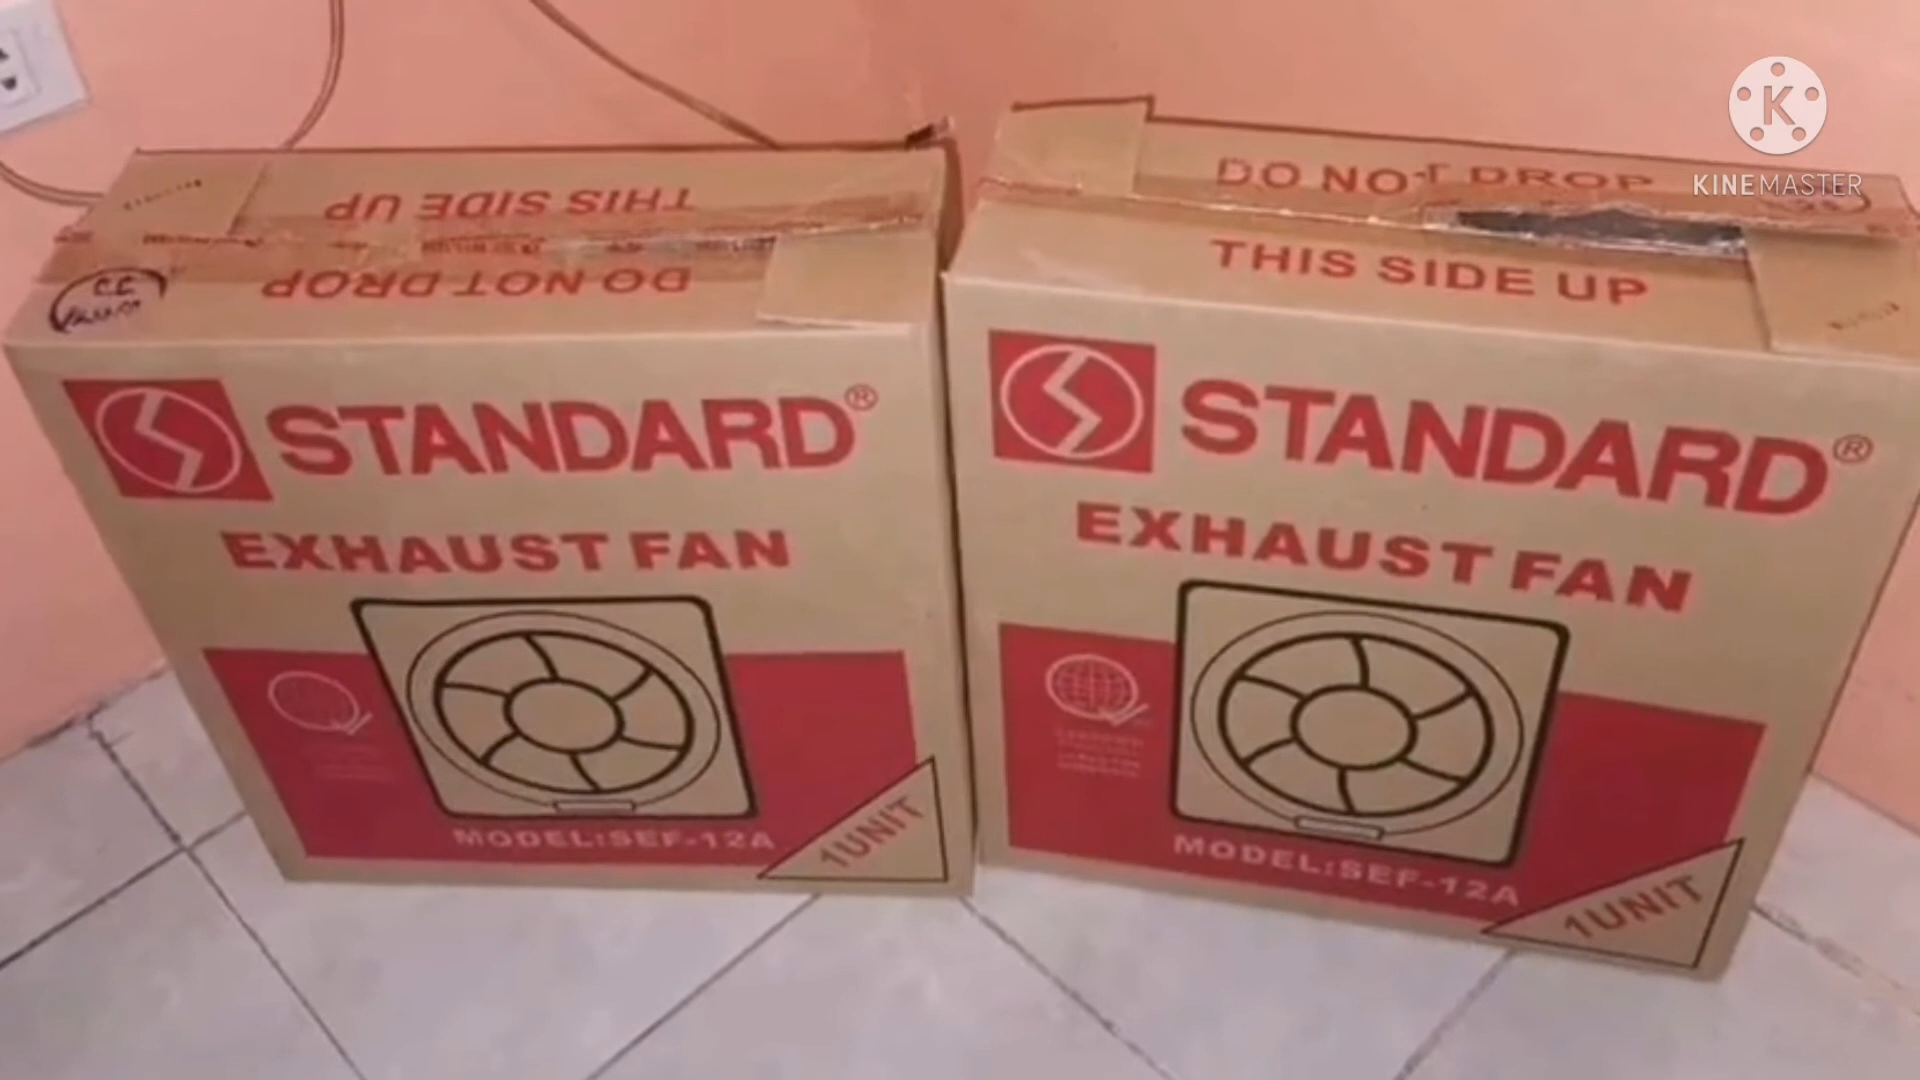 THIS SIDE UP
DO NOT DROP
STANDARD®
EXHAUST FAN
MODEL:SEF-12A
1UNIT
DO NOT DROP
THIS SIDE UP
STANDARD®
EXHAUST FAN
MODEL:SEF-12A
1UNIT
K
KINEMASTER